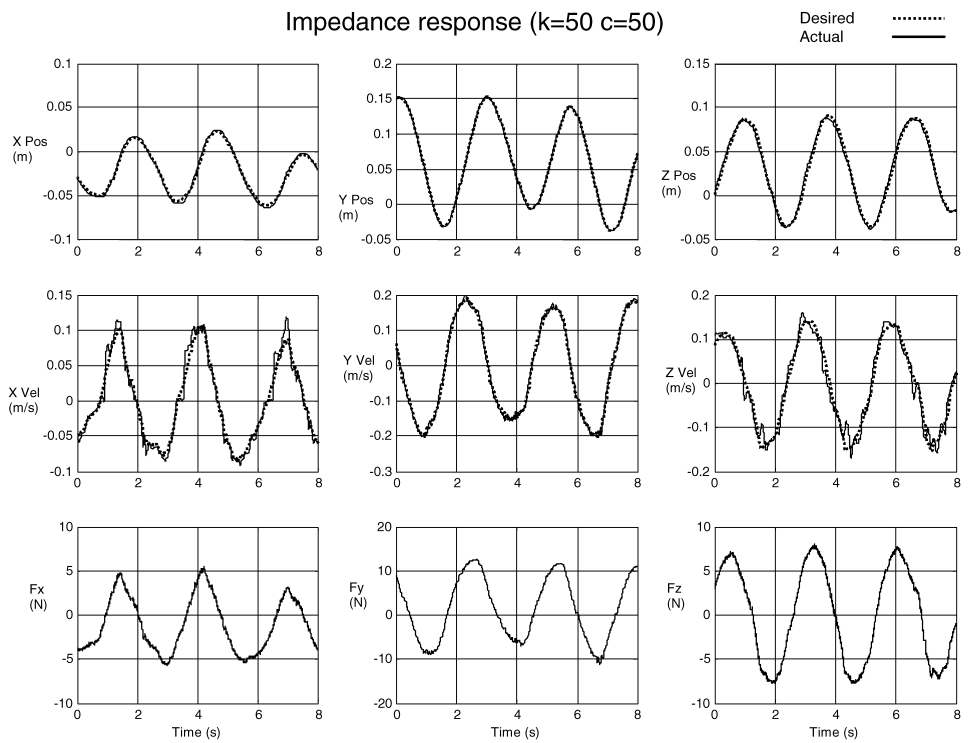 Impedance response (k=50 c=50)
Desired
Actual
0.1
0.05
0
-0.05
-0.1
X Pos
(m)
0 2 4 6 8
0.2
0.15
0.1
0.05
0
-0.05
Y Pos
(m)
0 2 4 6 8
0.15
0.1
0.05
0
-0.05
Z Pos
(m)
0 2 4 6 8
0.15
0.1
0.05
0
-0.05
-0.1
X Vel
(m/s)
0 2 4 6 8
0.2
0.1
0
-0.1
-0.2
-0.3
Y Vel
(m/s)
0 2 4 6 8
0.2
0.1
0
-0.1
-0.2
Z Vel
(m/s)
0 2 4 6 8
10
5
0
-5
-10
Fx
(N)
0 2 4 6 8
Time (s)
20
10
0
-10
-20
Fy
(N)
0 2 4 6 8
Time (s)
10
5
0
-5
-10
Fz
(N)
0 2 4 6 8
Time (s)